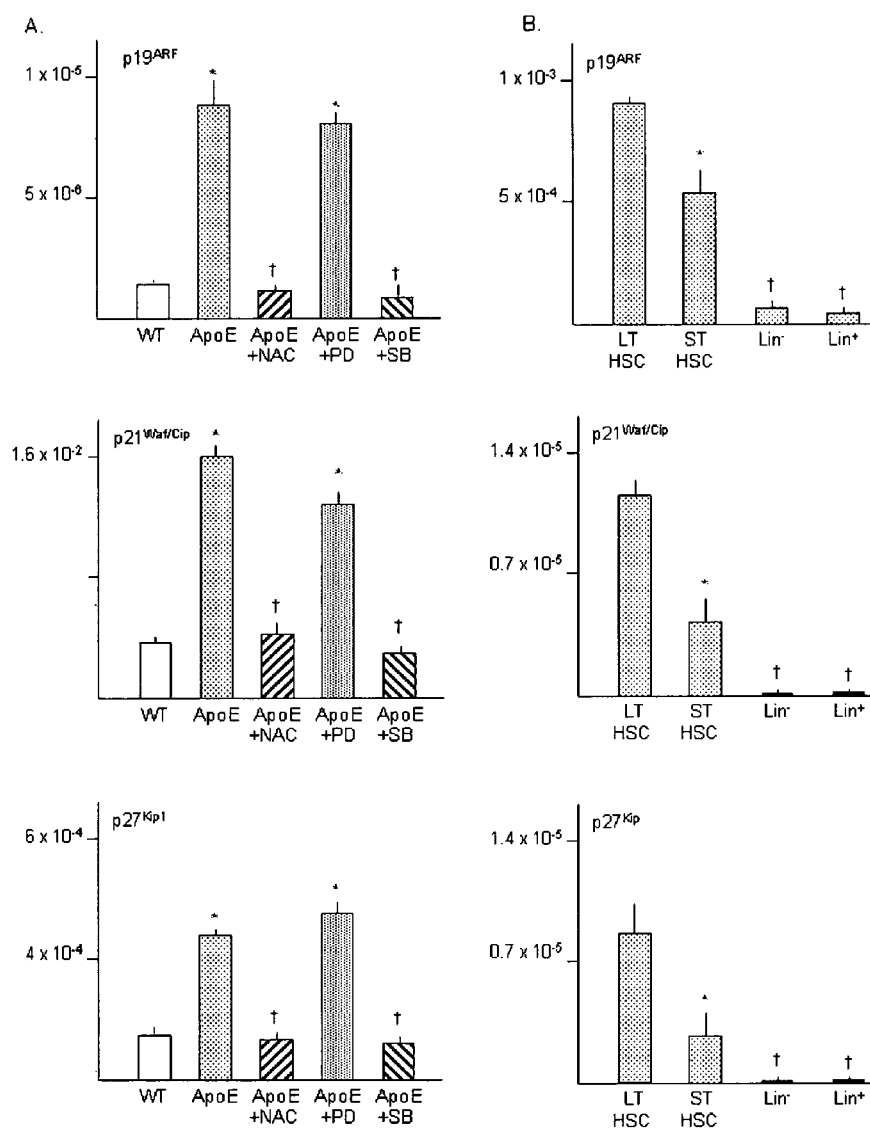 A.
p19ARF
1 x 10-5
*
*
5 x 10-6
†
†
WT ApoE ApoE ApoE ApoE
+NAC +PD +SB
p21Waf/Cip
1.6 x 10-2
*
*
†
†
WT ApoE ApoE ApoE ApoE
+NAC +PD +SB
p27Kip1
6 x 10-4
*
*
4 x 10-4
†
†
WT ApoE ApoE ApoE ApoE
+NAC +PD +SB
B.
p19ARF
1 x 10-3
*
5 x 10-4
†
†
LT ST Lin- Lin+
HSC HSC
p21Waf/Cip
1.4 x 10-5
0.7 x 10-5
*
†
†
LT ST Lin- Lin+
HSC HSC
p27Kip
1.4 x 10-5
0.7 x 10-5
*
†
†
LT ST Lin- Lin+
HSC HSC